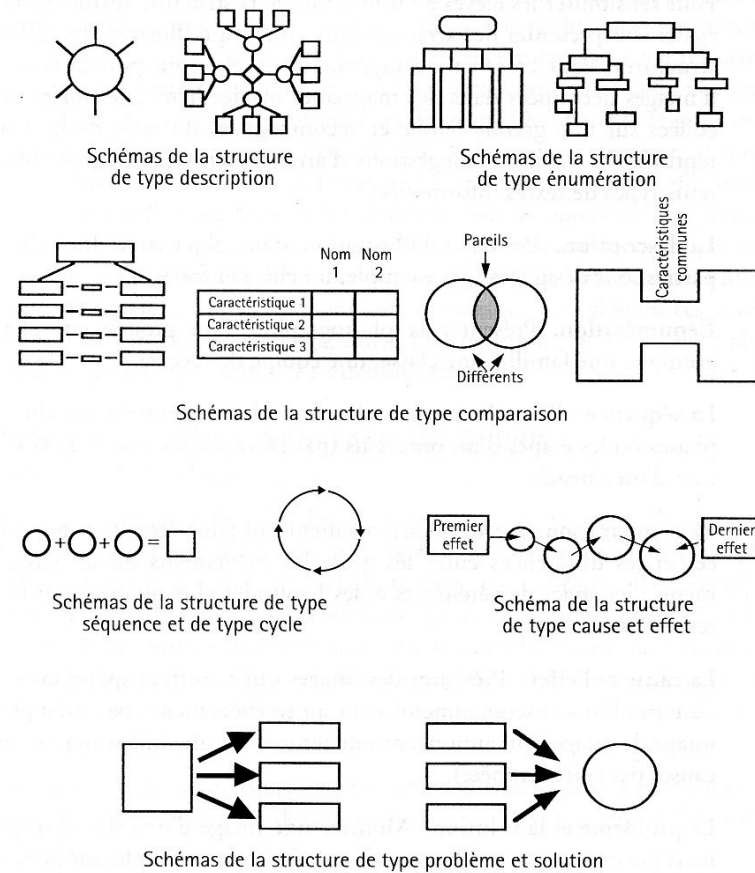 Schémas de la structure
de type description
Schémas de la structure
de type énumération
Nom
1
Nom
2
Caractéristique 1
Caractéristique 2
Caractéristique 3
Pareils
Différents
Caractéristiques
communes
Schémas de la structure de type comparaison
Schémas de la structure de type
séquence et de type cycle
Premier
effet
Dernier
effet
Schéma de la structure
de type cause et effet
Schémas de la structure de type problème et solution